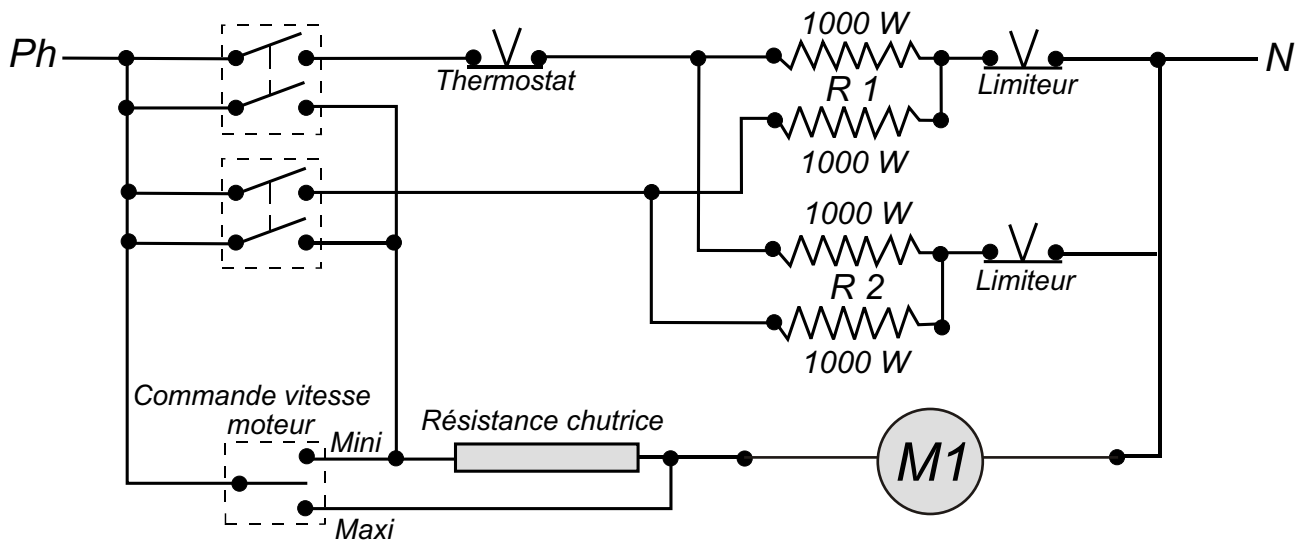 Ph
Thermostat
1000 W
R 1
1000 W
Limiteur
N
1000 W
R 2
1000 W
Limiteur
Commande vitesse
moteur
Mini
Maxi
Résistance chutrice
M1